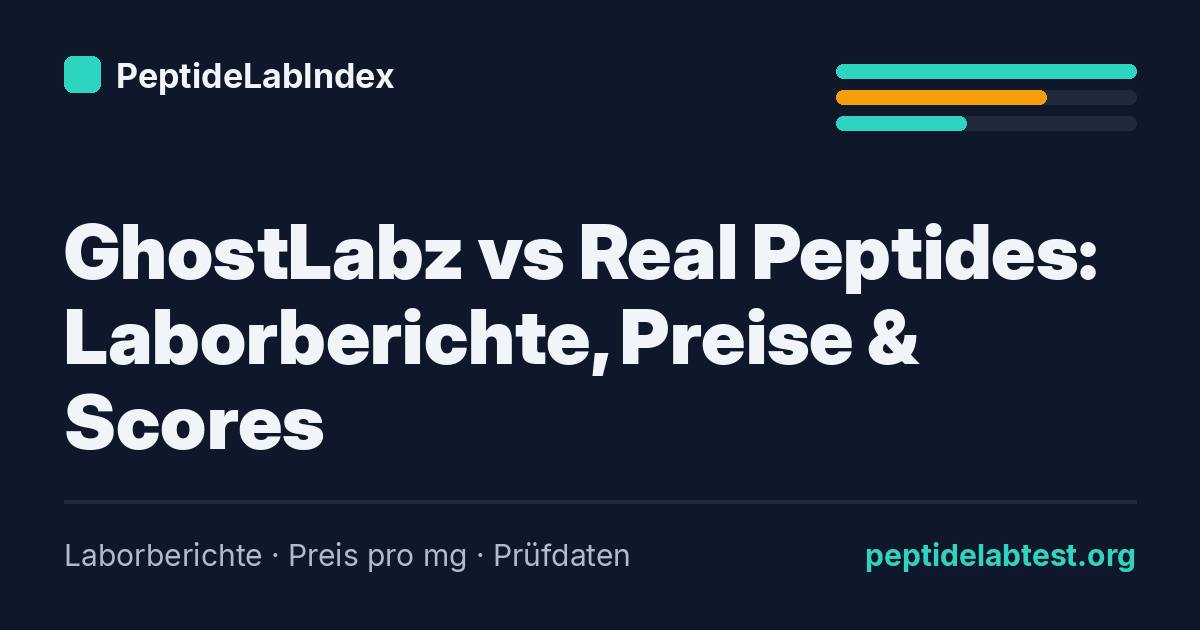 PeptideLabIndex
GhostLabz vs Real Peptides:
Laborberichte, Preise &
Scores
Laborberichte · Preis pro mg · Prüfdaten
peptidelabtest.org